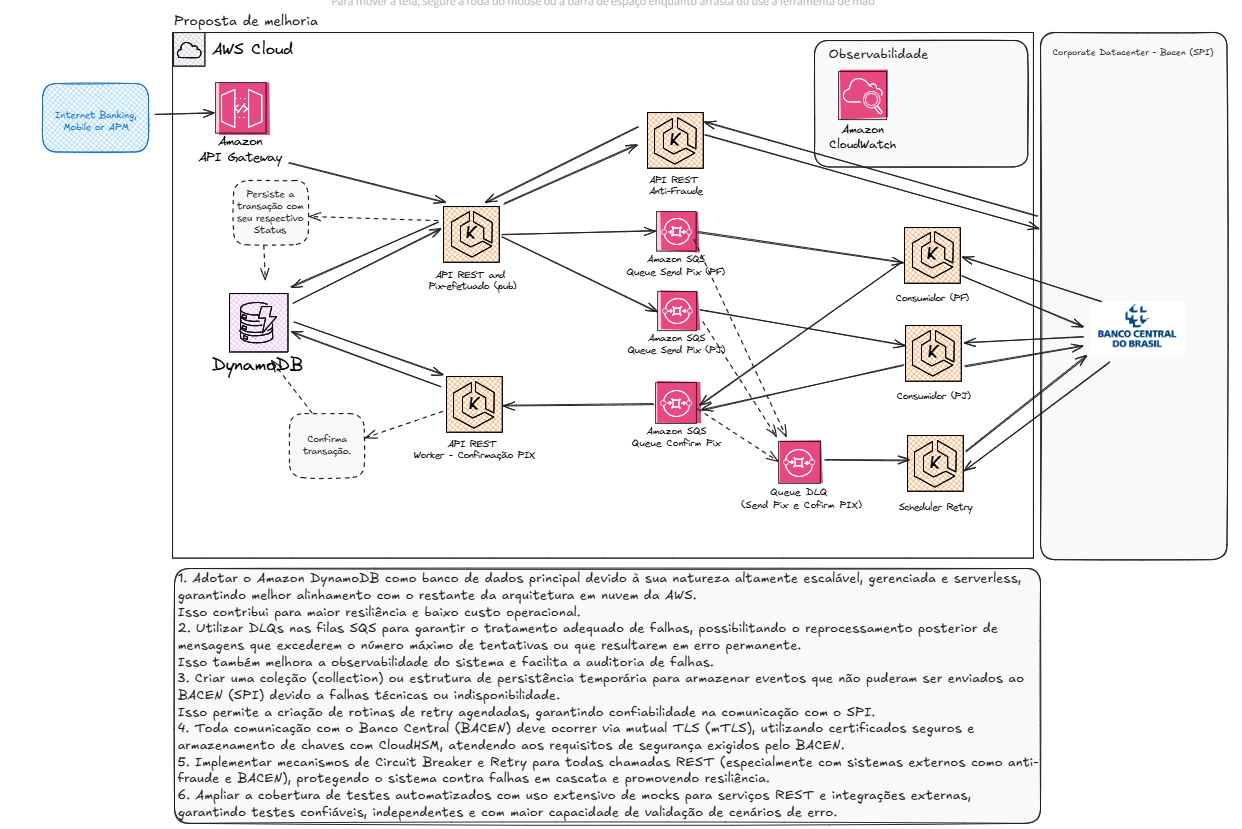 Para mover a tela, segure a roda do mouse ou a barra de espaço enquanto arrasta ou use a ferramenta de mão
Proposta de melhoria
AWS Cloud
Observabilidade
Amazon
CloudWatch
Corporate Datacenter - Bacen (SPI)
Internet Banking,
Mobile or APM
Amazon
API Gateway
Persiste a
transação com
seu respectivo
Status
API REST
Anti-Fraude
API REST and
Pix-efetuado (pub)
Amazon SQS
Queue Send Pix (PF)
Consumidor (PF)
BANCO CENTRAL
DO BRASIL
DynamoDB
Amazon SQS
Queue Send Pix (PJ)
Consumidor (PJ)
Confirma
transação.
API REST
Worker - Confirmação PIX
Amazon SQS
Queue Confirm Pix
Queue DLQ
(Send Pix e Cofirm PIX)
Scheduler Retry
1. Adotar o Amazon DynamoDB como banco de dados principal devido à sua natureza altamente escalável, gerenciada e serverless,
garantindo melhor alinhamento com o restante da arquitetura em nuvem da AWS.
Isso contribui para maior resiliência e baixo custo operacional.
2. Utilizar DLQs nas filas SQS para garantir o tratamento adequado de falhas, possibilitando o reprocessamento posterior de
mensagens que excederem o número máximo de tentativas ou que resultarem em erro permanente.
Isso também melhora a observabilidade do sistema e facilita a auditoria de falhas.
3. Criar uma coleção (collection) ou estrutura de persistência temporária para armazenar eventos que não puderam ser enviados ao
BACEN (SPI) devido a falhas técnicas ou indisponibilidade.
Isso permite a criação de rotinas de retry agendadas, garantindo confiabilidade na comunicação com o SPI.
4. Toda comunicação com o Banco Central (BACEN) deve ocorrer via mutual TLS (mTLS), utilizando certificados seguros e
armazenamento de chaves com CloudHSM, atendendo aos requisitos de segurança exigidos pelo BACEN.
5. Implementar mecanismos de Circuit Breaker e Retry para todas chamadas REST (especialmente com sistemas externos como anti-
fraude e BACEN), protegendo o sistema contra falhas em cascata e promovendo resiliência.
6. Ampliar a cobertura de testes automatizados com uso extensivo de mocks para serviços REST e integrações externas,
garantindo testes confiáveis, independentes e com maior capacidade de validação de cenários de erro.